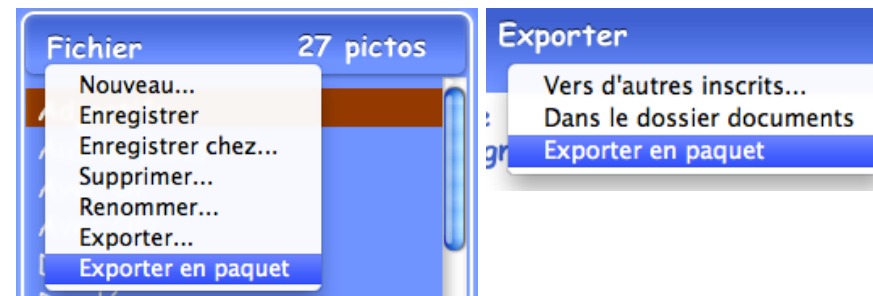 Fichier 27 pictos
Nouveau...
Enregistrer
Enregistrer chez...
Supprimer...
Renommer...
Exporter...
Exporter en paquet
Exporter
Vers d'autres inscrits...
Dans le dossier documents
Exporter en paquet